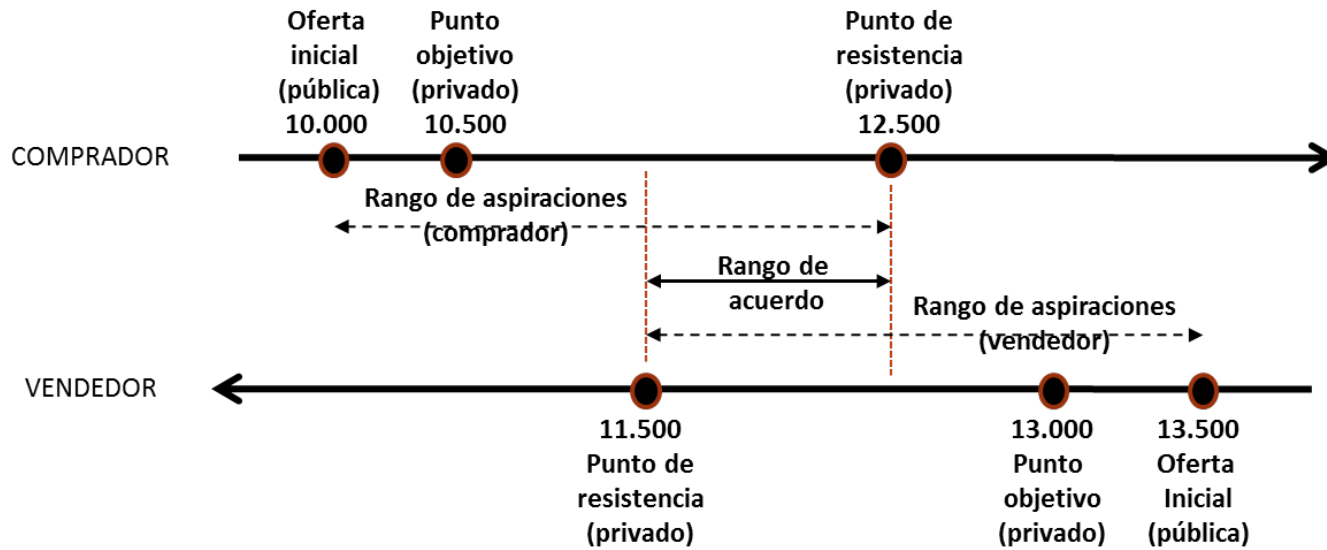 Oferta
inicial
(pública)
10.000
Punto
objetivo
(privado)
10.500
Punto de
resistencia
(privado)
12.500
COMPRADOR
Rango de aspiraciones
(comprador)
Rango de
acuerdo
Rango de aspiraciones
(vendedor)
VENDEDOR
11.500
Punto de
resistencia
(privado)
13.000
Punto
objetivo
(privado)
13.500
Oferta
Inicial
(pública)